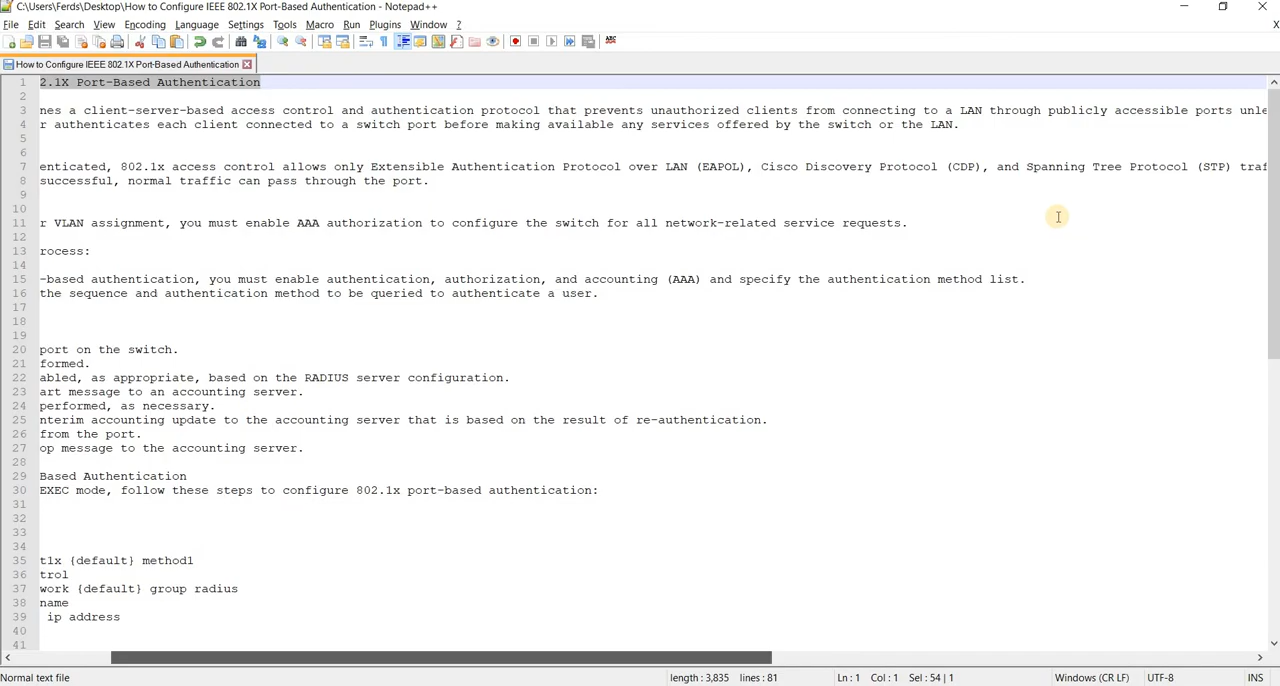 C:\Users\Ferds\Desktop\How to Configure IEEE 802.1X Port-Based Authentication - Notepad++
File Edit Search View Encoding Language Settings Tools Macro Run Plugins Window ? X
How to Configure IEEE 802.1X Port-Based Authentication
1 2.1X Port-Based Authentication
2
3 nes a client-server-based access control and authentication protocol that prevents unauthorized clients from connecting to a LAN through publicly accessible ports unle
4 r authenticates each client connected to a switch port before making available any services offered by the switch or the LAN.
5
6
7 enticated, 802.1x access control allows only Extensible Authentication Protocol over LAN (EAPOL), Cisco Discovery Protocol (CDP), and Spanning Tree Protocol (STP) traf
8 successful, normal traffic can pass through the port.
9
10
11 r VLAN assignment, you must enable AAA authorization to configure the switch for all network-related service requests.
12
13 rocess:
14
15 -based authentication, you must enable authentication, authorization, and accounting (AAA) and specify the authentication method list.
16 the sequence and authentication method to be queried to authenticate a user.
17
18
19
20 port on the switch.
21 formed.
22 abled, as appropriate, based on the RADIUS server configuration.
23 art message to an accounting server.
24 performed, as necessary.
25 nterim accounting update to the accounting server that is based on the result of re-authentication.
26 from the port.
27 op message to the accounting server.
28
29 Based Authentication
30 EXEC mode, follow these steps to configure 802.1x port-based authentication:
31
32
33
34
35 t1x {default} method1
36 trol
37 work {default} group radius
38 name
39 ip address
40
41
Normal text file length : 3,835 lines : 81 Ln : 1 Col : 1 Sel : 54 | 1 Windows (CR LF) UTF-8 INS